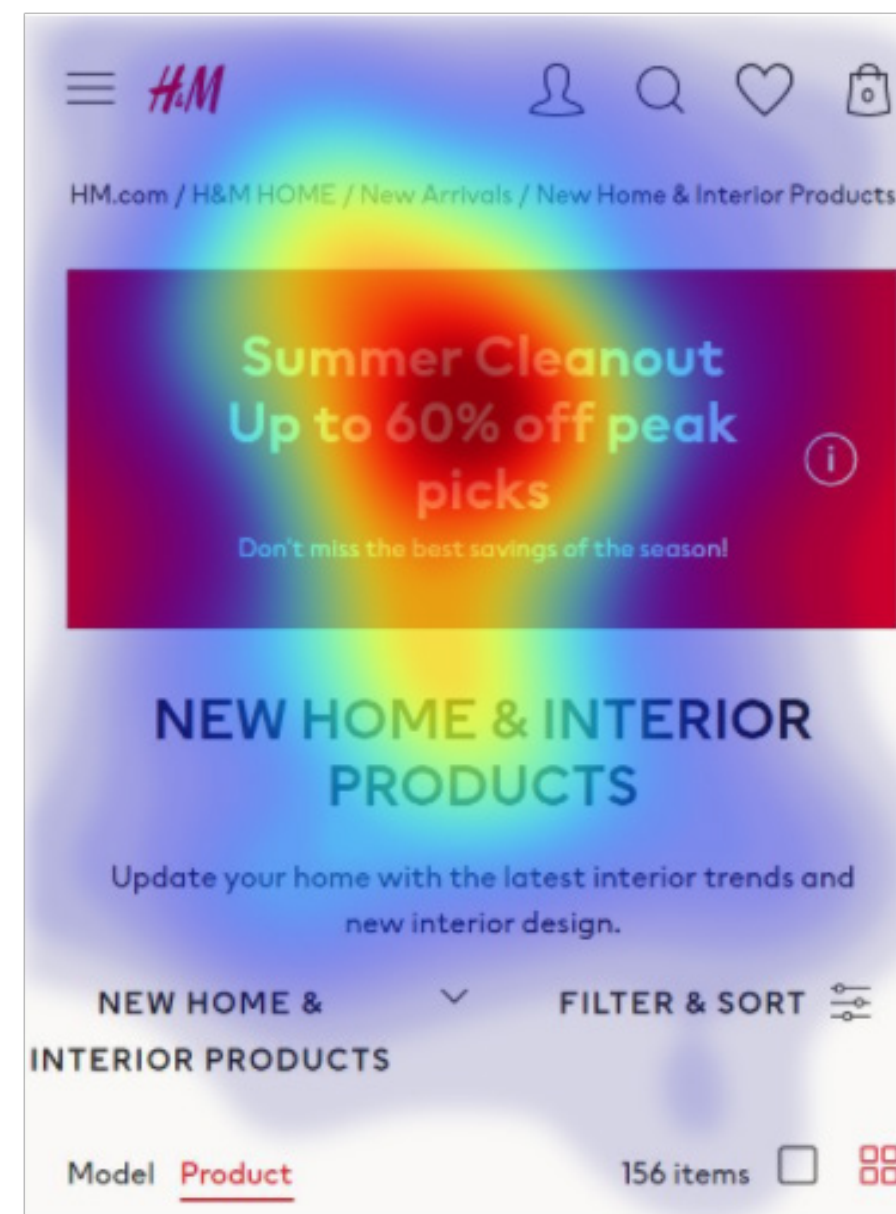 H&M
HM.com / H&M HOME / New Arrivals / New Home & Interior Products
Summer Cleanout
Up to 60% off peak
picks
i
Don't miss the best savings of the season!
NEW HOME & INTERIOR
PRODUCTS
Update your home with the latest interior trends and
new interior design.
NEW HOME &
INTERIOR PRODUCTS
FILTER & SORT
Model Product
156 items
0